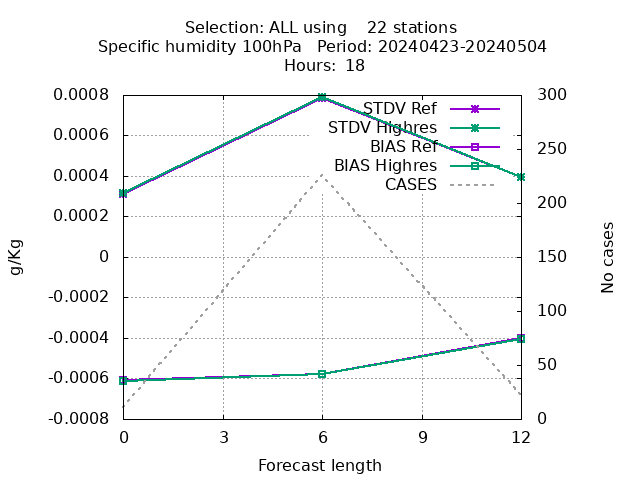 Selection: ALL using    22 stations
Specific humidity 100hPa   Period: 20240423-20240504
Hours: 18
0.0008
0.0006
0.0004
0.0002
0
-0.0002
-0.0004
-0.0006
-0.0008
g/Kg
STDV Ref
STDV Highres
BIAS Ref
BIAS Highres
CASES
300
250
200
150
100
50
0
No cases
0 3 6 9 12
Forecast length